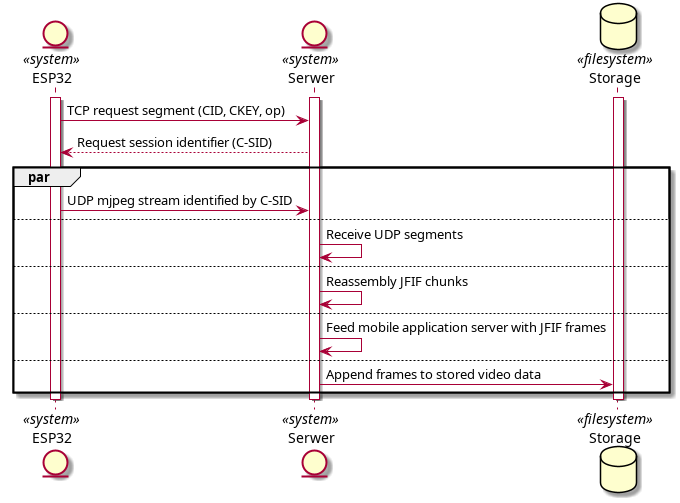 «system»
ESP32
«system»
Serwer
«filesystem»
Storage
TCP request segment (CID, CKEY, op)
Request session identifier (C-SID)
par
UDP mjpeg stream identified by C-SID
Receive UDP segments
Reassembly JFIF chunks
Feed mobile application server with JFIF frames
Append frames to stored video data
«system»
ESP32
«system»
Serwer
«filesystem»
Storage